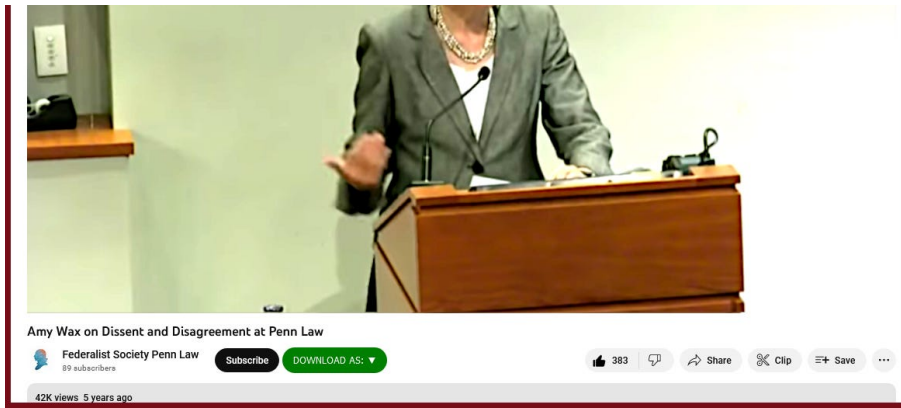 Amy Wax on Dissent and Disagreement at Penn Law
Federalist Society Penn Law
89 subscribers
Subscribe
DOWNLOAD AS: ▼
383
Share
Clip
Save
42K views 5 years ago